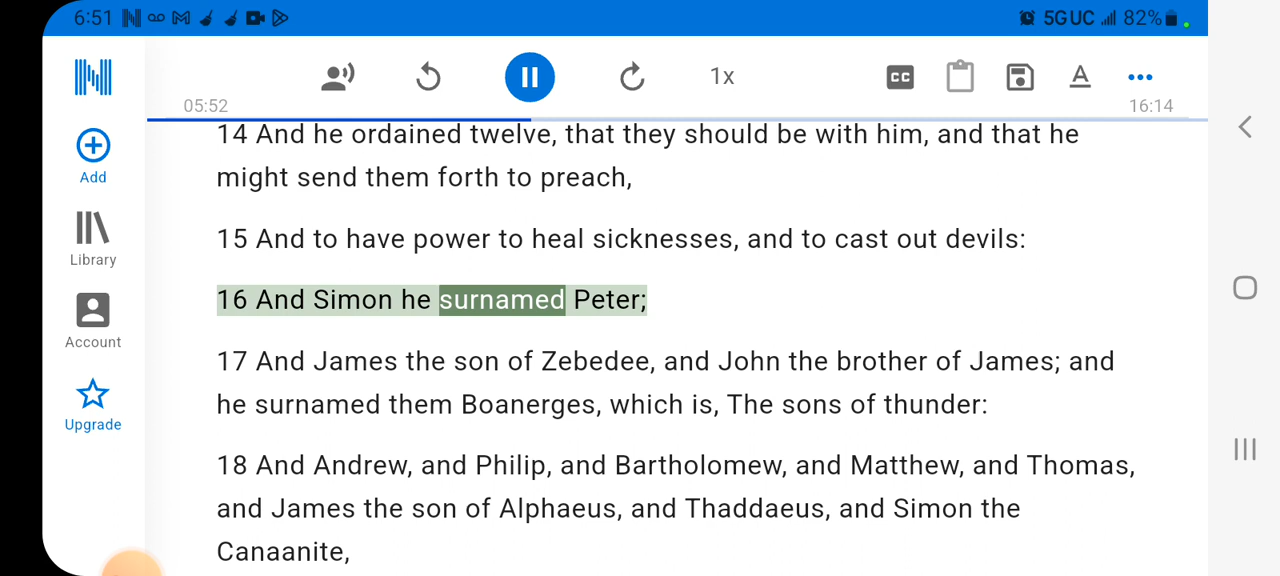 6:51 5G UC 82%
1x CC A
05:52 16:14
Add
Library
Account
Upgrade
14 And he ordained twelve, that they should be with him, and that he
might send them forth to preach,
15 And to have power to heal sicknesses, and to cast out devils:
16 And Simon he surnamed Peter;
17 And James the son of Zebedee, and John the brother of James; and
he surnamed them Boanerges, which is, The sons of thunder:
18 And Andrew, and Philip, and Bartholomew, and Matthew, and Thomas,
and James the son of Alphaeus, and Thaddaeus, and Simon the
Canaanite,